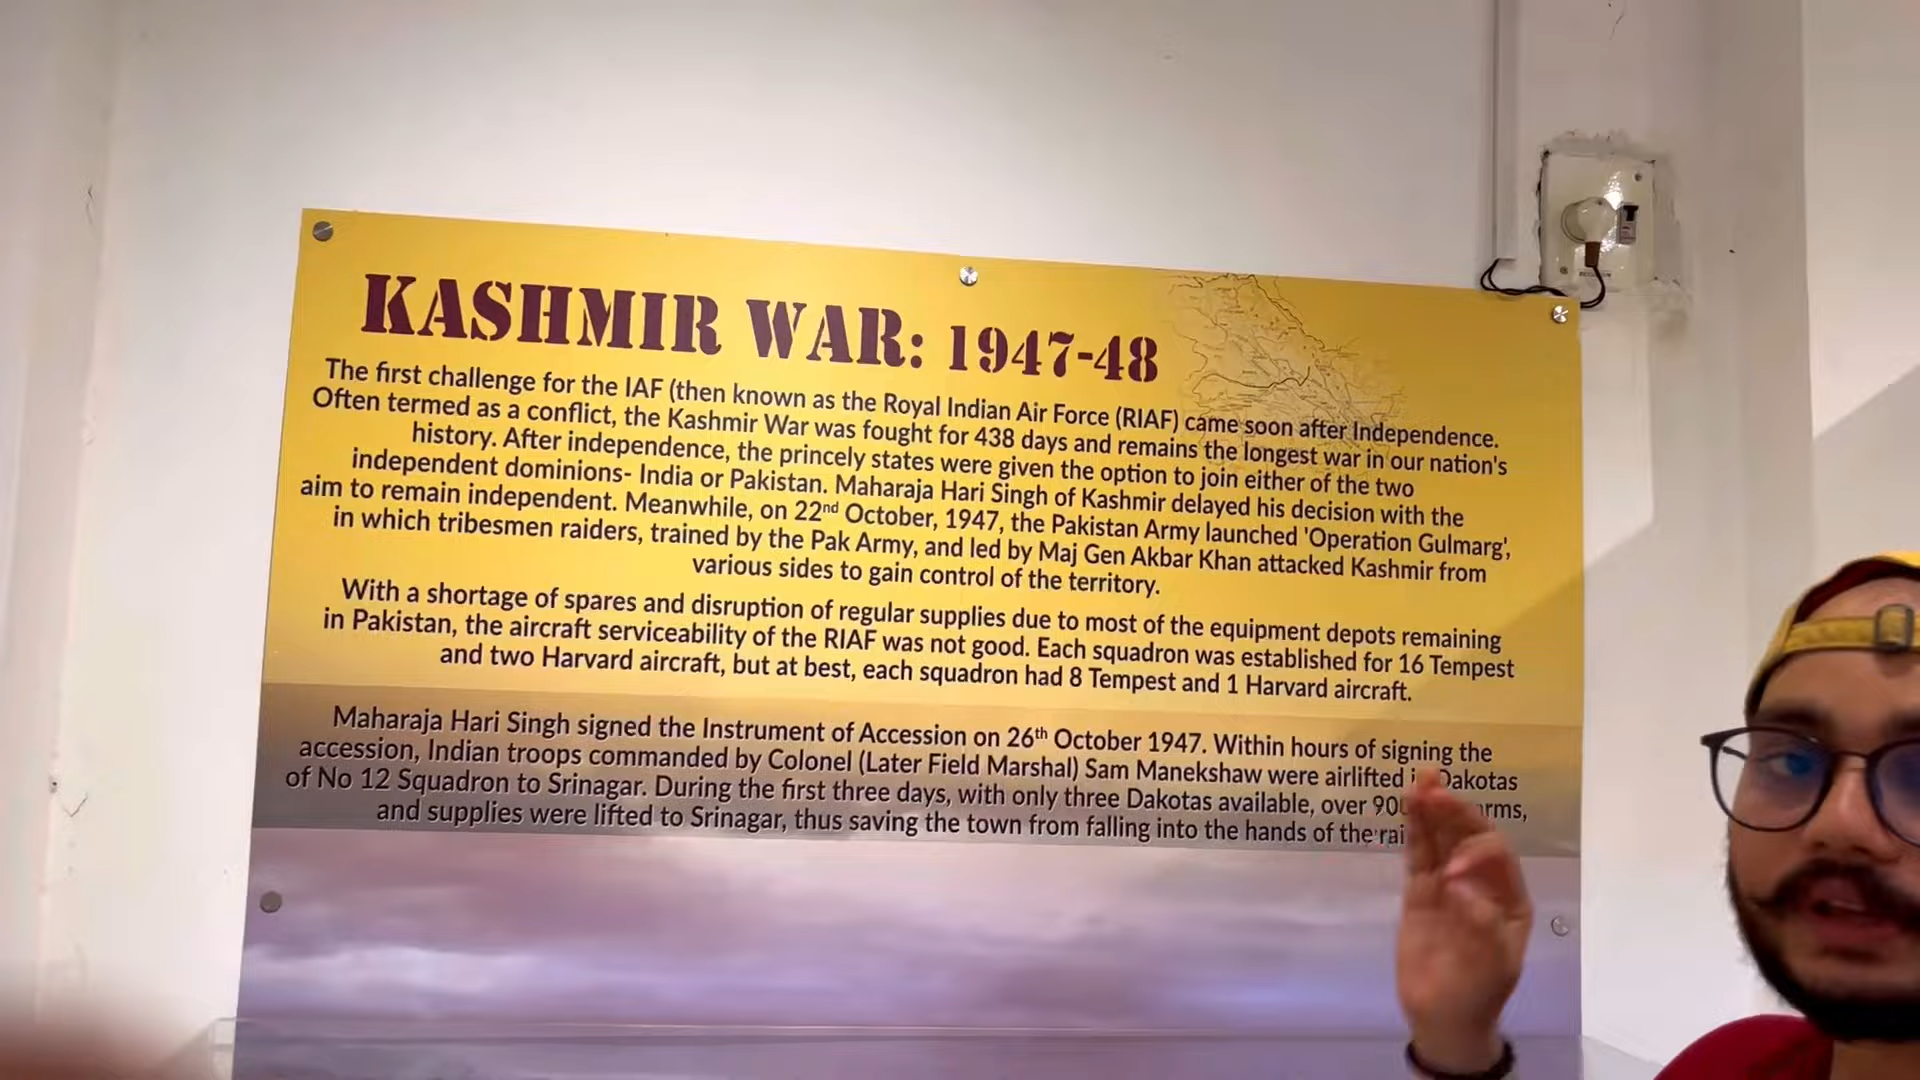 KASHMIR WAR: 1947-48
The first challenge for the IAF (then known as the Royal Indian Air Force (RIAF) came soon after Independence.
Often termed as a conflict, the Kashmir War was fought for 438 days and remains the longest war in our nation's
history. After independence, the princely states were given the option to join either of the two
independent dominions- India or Pakistan. Maharaja Hari Singh of Kashmir delayed his decision with the
aim to remain independent. Meanwhile, on 22nd October, 1947, the Pakistan Army launched 'Operation Gulmarg',
in which tribesmen raiders, trained by the Pak Army, and led by Maj Gen Akbar Khan attacked Kashmir from
various sides to gain control of the territory.
With a shortage of spares and disruption of regular supplies due to most of the equipment depots remaining
in Pakistan, the aircraft serviceability of the RIAF was not good. Each squadron was established for 16 Tempest
and two Harvard aircraft, but at best, each squadron had 8 Tempest and 1 Harvard aircraft.
Maharaja Hari Singh signed the Instrument of Accession on 26th October 1947. Within hours of signing the
accession, Indian troops commanded by Colonel (Later Field Marshal) Sam Manekshaw were airlifted Dakotas
of No 12 Squadron to Srinagar. During the first three days, with only three Dakotas available, over
and supplies were lifted to Srinagar, thus saving the town from falling into the hands of the